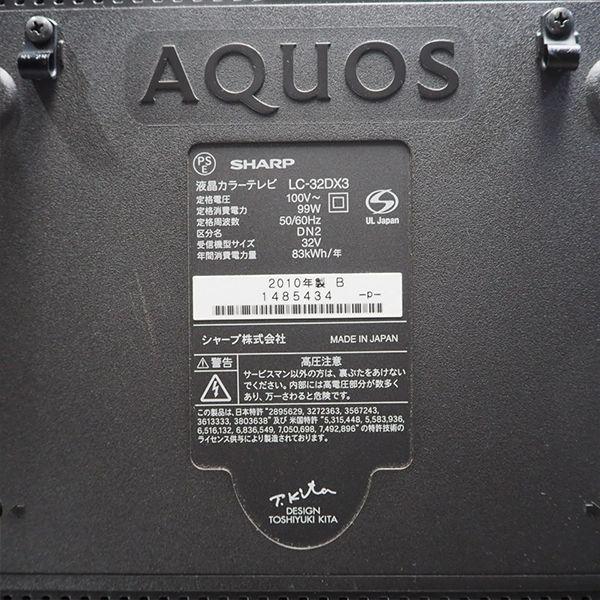 AQUOS
PS
E
SHARP
液晶カラーテレビ LC-32DX3
定格電圧 100V〜
定格消費電力 99W
定格周波数 50/60Hz
区分名 DN2
受信機型サイズ 32V
年間消費電力量 83kWh/年
S
UL Japan
2010年製 B
1485434 -p-
シャープ株式会社 MADE IN JAPAN
⚠警告 高圧注意
サービスマン以外の方は、裏ぶたをあけない
でください。内部には高電圧部分が数多く
あり、万一さわると危険です。
この製品は、日本特許 "2895629, 3272363, 3567243,
3613333, 3803638" 及び 米国特許 "5,315,448, 5,583,936,
6,516,132, 6,836,549, 7,050,698, 7,492,896" の特許技術の
ライセンス供与により製造されたものです。
T.Kita
DESIGN
TOSHIYUKI KITA